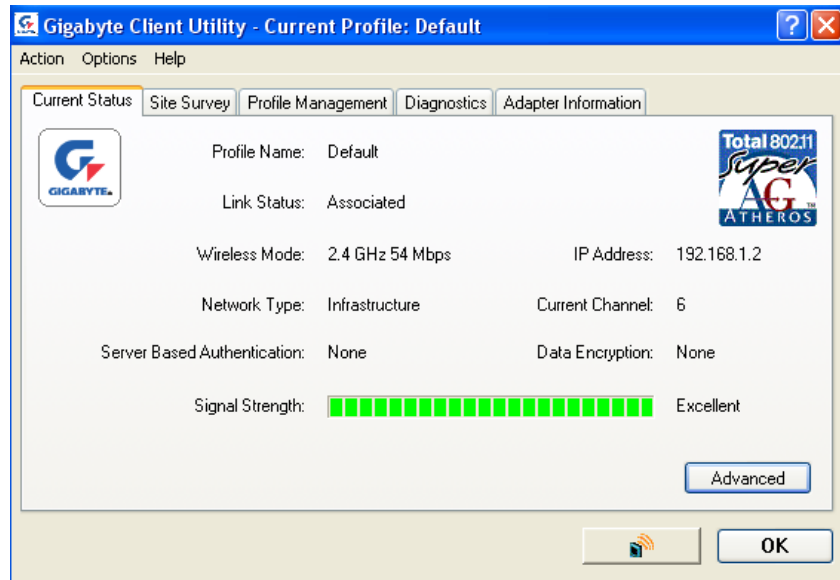 Gigabyte Client Utility - Current Profile: Default
Action Options Help
Current Status Site Survey Profile Management Diagnostics Adapter Information
GIGABYTE™
Profile Name: Default
Total 802.11
Super
AG™
ATHEROS
Link Status: Associated
Wireless Mode: 2.4 GHz 54 Mbps IP Address: 192.168.1.2
Network Type: Infrastructure Current Channel: 6
Server Based Authentication: None Data Encryption: None
Signal Strength: Excellent
Advanced
OK